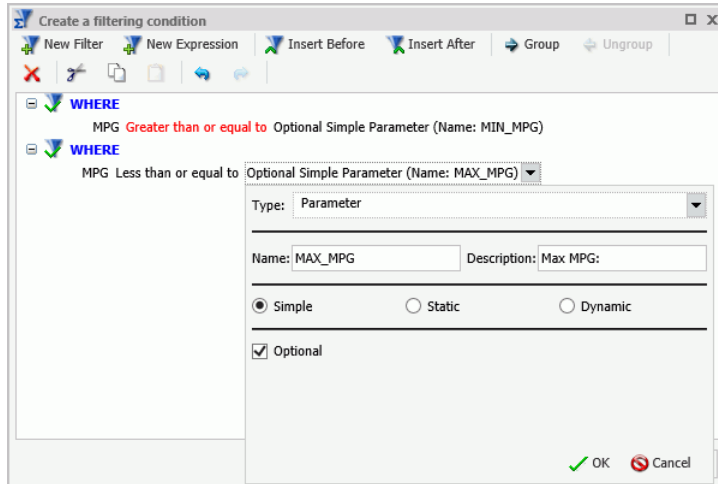 Create a filtering condition
New Filter New Expression Insert Before Insert After Group Ungroup
WHERE
MPG Greater than or equal to Optional Simple Parameter (Name: MIN_MPG)
WHERE
MPG Less than or equal to Optional Simple Parameter (Name: MAX_MPG)
Type: Parameter
Name: MAX_MPG Description: Max MPG:
Simple Static Dynamic
Optional
OK Cancel